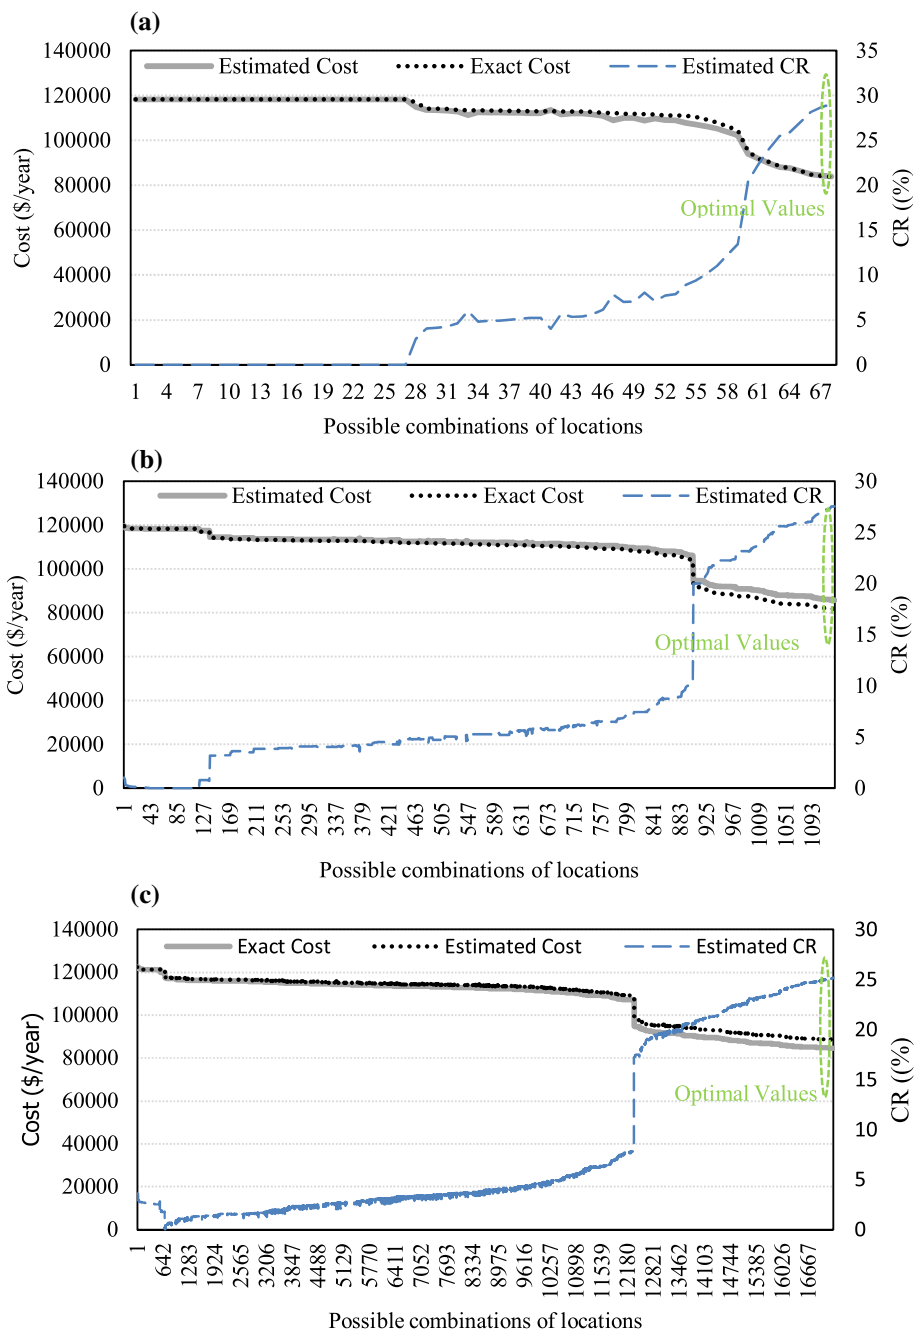 (a)
140000
120000
100000
80000
60000
40000
20000
0
Cost ($/year)
Estimated Cost
Exact Cost
Estimated CR
Optimal Values
35
30
25
20
15
10
5
0
CR ((%)
1 4 7 10 13 16 19 22 25 28 31 34 37 40 43 46 49 52 55 58 61 64 67
Possible combinations of locations
(b)
140000
120000
100000
80000
60000
40000
20000
0
Cost ($/year)
Estimated Cost
Exact Cost
Estimated CR
Optimal Values
30
25
20
15
10
5
0
CR ((%)
1 43 85 127 169 211 253 295 337 379 421 463 505 547 589 631 673 715 757 799 841 883 925 967 1009 1051 1093
Possible combinations of locations
(c)
140000
120000
100000
80000
60000
40000
20000
0
Cost ($/year)
Exact Cost
Estimated Cost
Estimated CR
Optimal Values
30
25
20
15
10
5
0
CR ((%)
1 642 1283 1924 2565 3206 3847 4488 5129 5770 6411 7052 7693 8334 8975 9616 10257 10898 11539 12180 12821 13462 14103 14744 15385 16026 16667
Possible combinations of locations